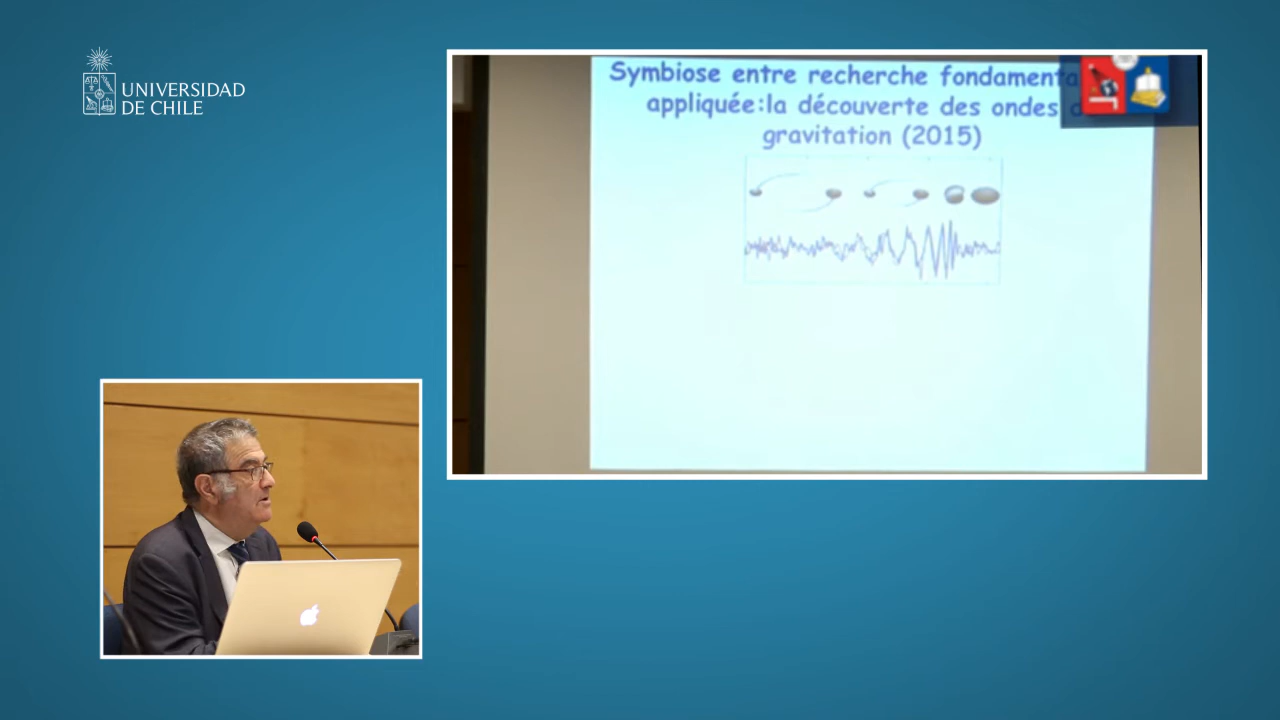 UNIVERSIDAD
DE CHILE
Symbiose entre recherche fondamenta
appliquée:la découverte des ondes d
gravitation (2015)